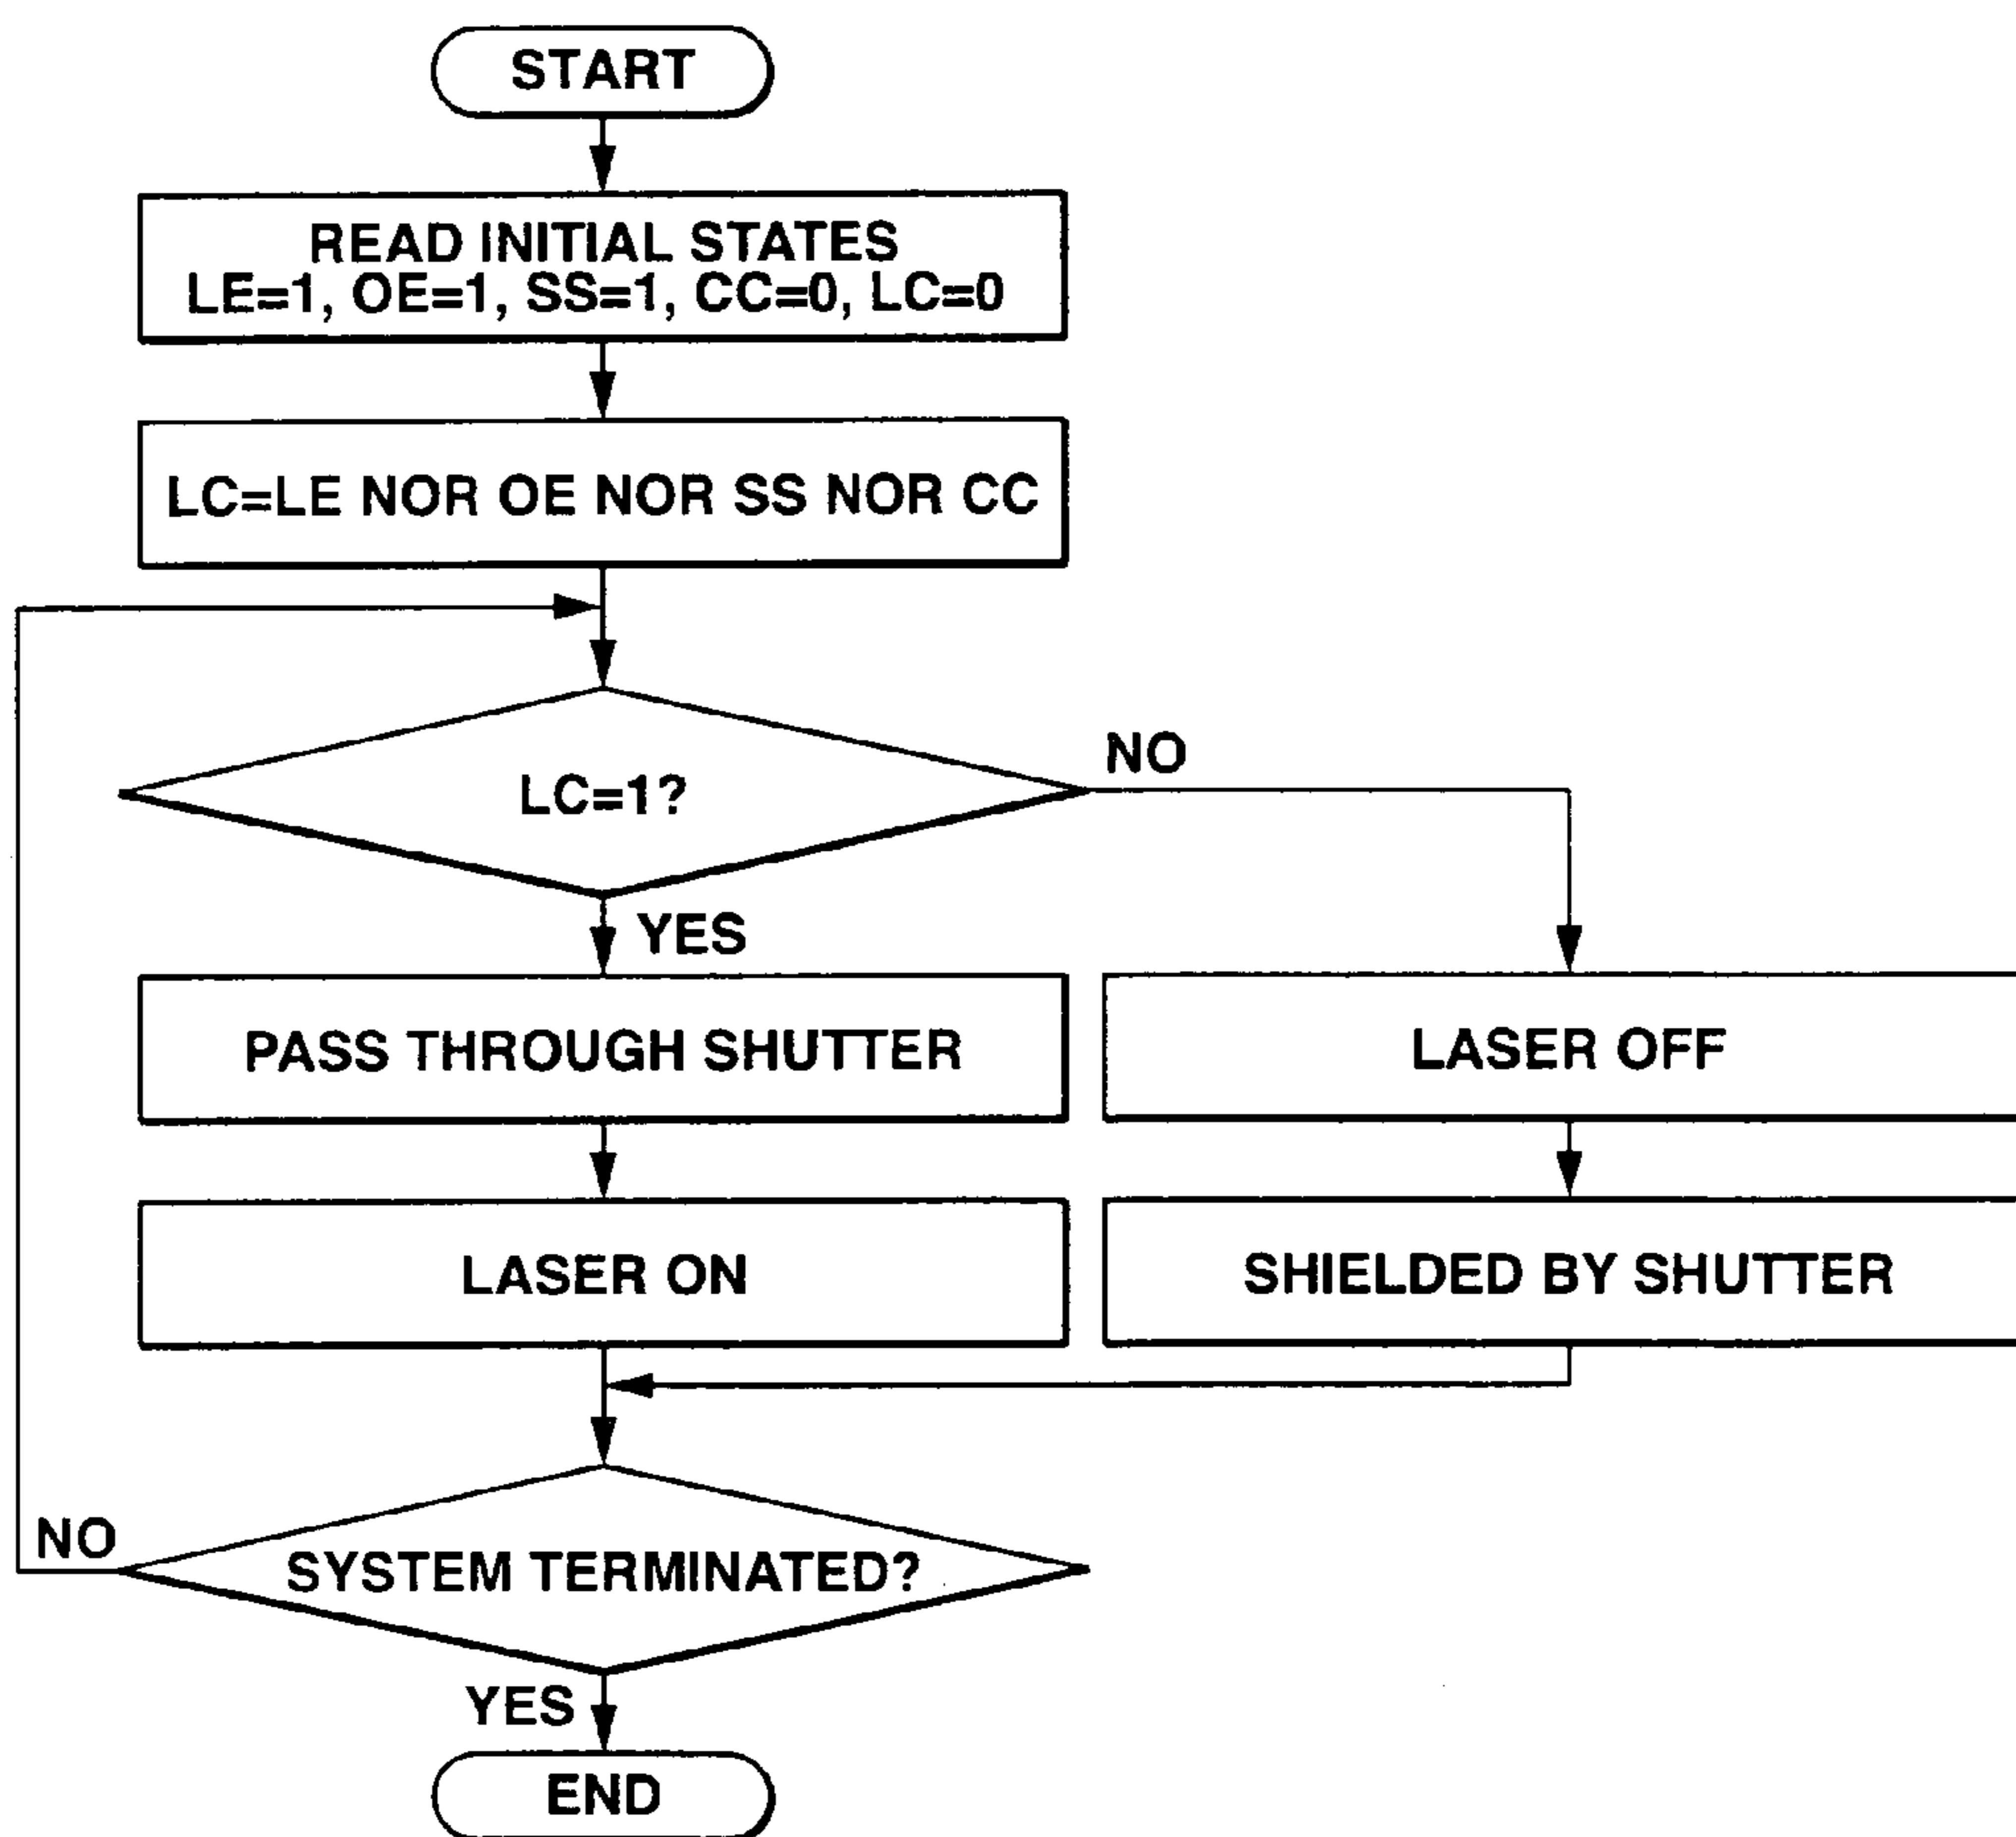 START
READ INITIAL STATES
LE=1, OE=1, SS=1, CC=0, LC=0
LC=LE NOR OE NOR SS NOR CC
LC=1?
NO
YES
PASS THROUGH SHUTTER
LASER OFF
LASER ON
SHIELDED BY SHUTTER
NO
SYSTEM TERMINATED?
YES
END